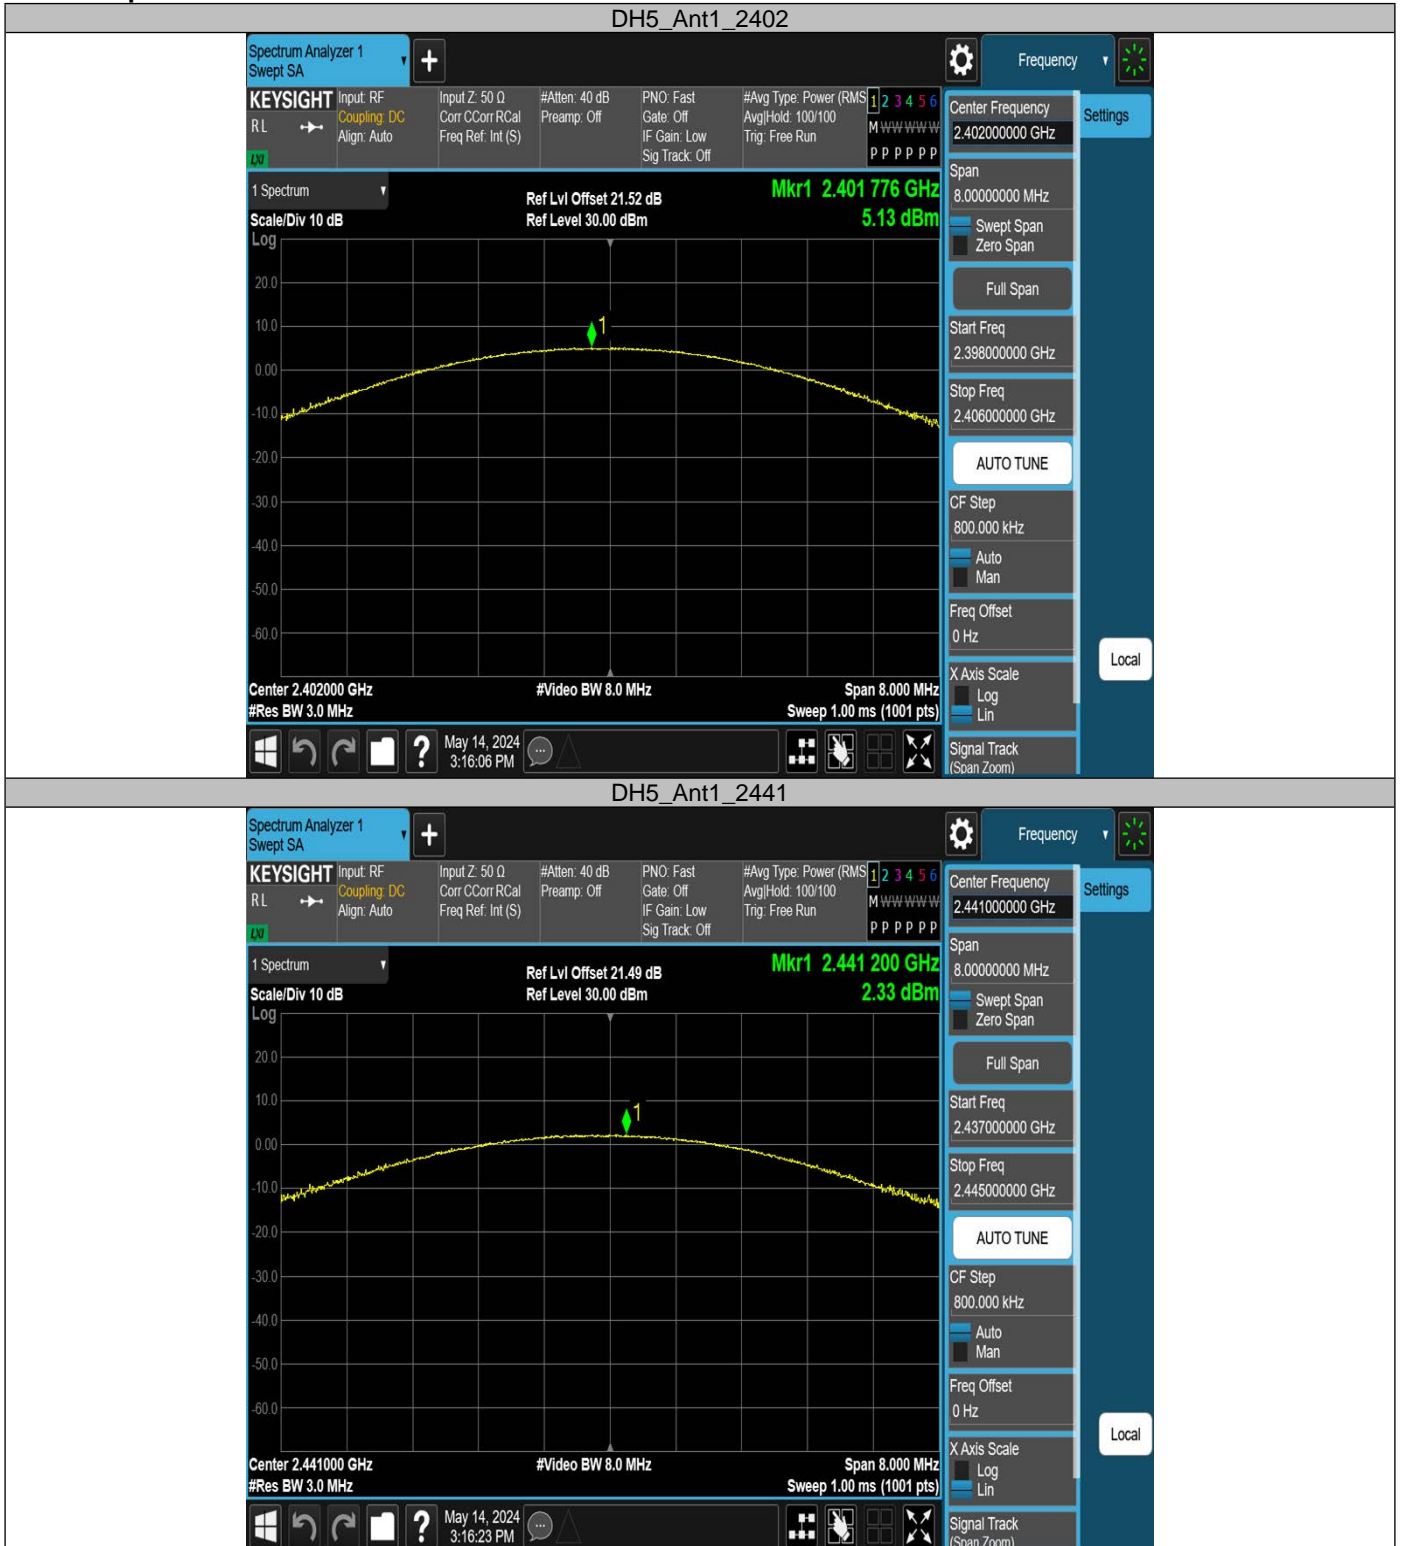 DH5_Ant1_2402
Spectrum Analyzer 1
Swept SA
+
Frequency
KEYSIGHT
RL
LXI
Input: RF
Coupling: DC
Align: Auto
Input Z: 50 Ω
Corr CCorr RCal
Freq Ref: Int (S)
#Atten: 40 dB
Preamp: Off
PNO: Fast
Gate: Off
IF Gain: Low
Sig Track: Off
#Avg Type: Power (RMS
Avg|Hold: 100/100
Trig: Free Run
1 2 3 4 5 6
M W W W W W
P P P P P P
1 Spectrum
Scale/Div 10 dB
Ref Lvl Offset 21.52 dB
Ref Level 30.00 dBm
Mkr1 2.401 776 GHz
5.13 dBm
Log
20.0
10.0
0.00
-10.0
-20.0
-30.0
-40.0
-50.0
-60.0
1
Center 2.402000 GHz
#Res BW 3.0 MHz
#Video BW 8.0 MHz
Span 8.000 MHz
Sweep 1.00 ms (1001 pts)
?
May 14, 2024
3:16:06 PM
Center Frequency
2.402000000 GHz
Settings
Span
8.00000000 MHz
Swept Span
Zero Span
Full Span
Start Freq
2.398000000 GHz
Stop Freq
2.406000000 GHz
AUTO TUNE
CF Step
800.000 kHz
Auto
Man
Freq Offset
0 Hz
Local
X Axis Scale
Log
Lin
Signal Track
(Span Zoom)
DH5_Ant1_2441
Spectrum Analyzer 1
Swept SA
+
Frequency
KEYSIGHT
RL
LXI
Input: RF
Coupling: DC
Align: Auto
Input Z: 50 Ω
Corr CCorr RCal
Freq Ref: Int (S)
#Atten: 40 dB
Preamp: Off
PNO: Fast
Gate: Off
IF Gain: Low
Sig Track: Off
#Avg Type: Power (RMS
Avg|Hold: 100/100
Trig: Free Run
1 2 3 4 5 6
M W W W W W
P P P P P P
1 Spectrum
Scale/Div 10 dB
Ref Lvl Offset 21.49 dB
Ref Level 30.00 dBm
Mkr1 2.441 200 GHz
2.33 dBm
Log
20.0
10.0
0.00
-10.0
-20.0
-30.0
-40.0
-50.0
-60.0
1
Center 2.441000 GHz
#Res BW 3.0 MHz
#Video BW 8.0 MHz
Span 8.000 MHz
Sweep 1.00 ms (1001 pts)
?
May 14, 2024
3:16:23 PM
Center Frequency
2.441000000 GHz
Settings
Span
8.00000000 MHz
Swept Span
Zero Span
Full Span
Start Freq
2.437000000 GHz
Stop Freq
2.445000000 GHz
AUTO TUNE
CF Step
800.000 kHz
Auto
Man
Freq Offset
0 Hz
Local
X Axis Scale
Log
Lin
Signal Track
(Span Zoom)